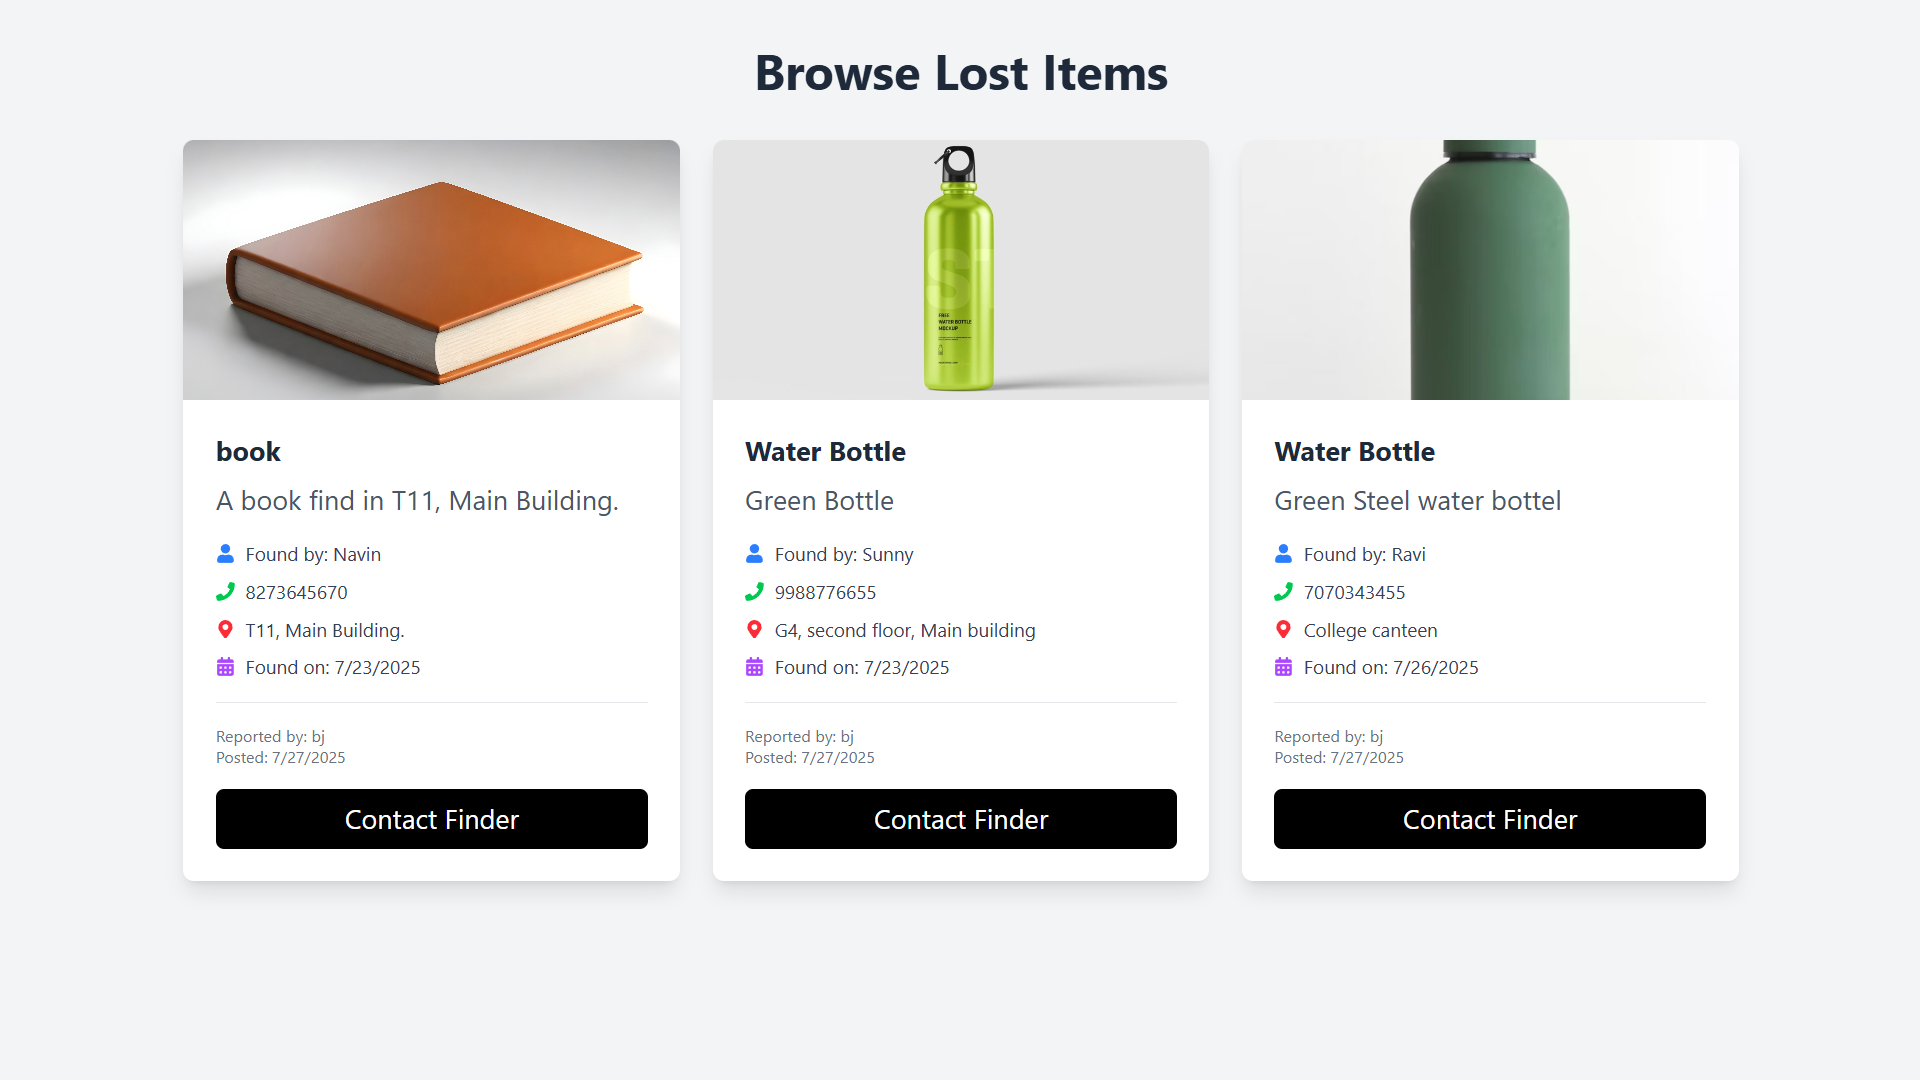 Browse Lost Items
S
FREE
WATER BOTTLE
MOCKUP
book
A book find in T11, Main Building.
Found by: Navin
8273645670
T11, Main Building.
Found on: 7/23/2025
Reported by: bj
Posted: 7/27/2025
Contact Finder
Water Bottle
Green Bottle
Found by: Sunny
9988776655
G4, second floor, Main building
Found on: 7/23/2025
Reported by: bj
Posted: 7/27/2025
Contact Finder
Water Bottle
Green Steel water bottel
Found by: Ravi
7070343455
College canteen
Found on: 7/26/2025
Reported by: bj
Posted: 7/27/2025
Contact Finder